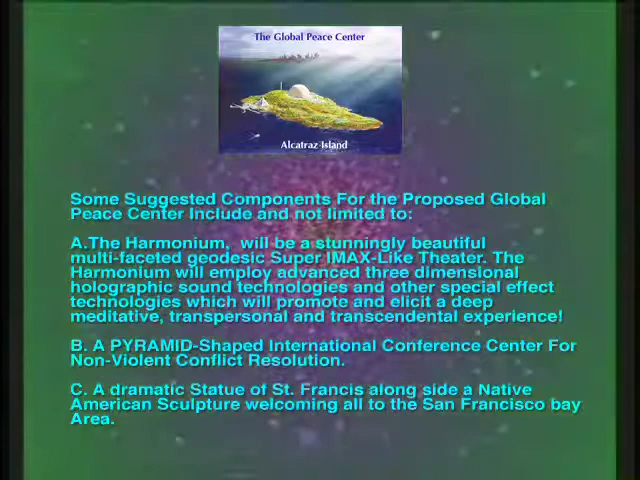 The Global Peace Center
Alcatraz Island
Some Suggested Components For the Proposed Global
Peace Center Include and not limited to:
A.The Harmonium,  will be a stunningly beautiful
multi-faceted geodesic Super IMAX-Like Theater. The
Harmonium will employ advanced three dimensional
holographic sound technologies and other special effect
technologies which will promote and elicit a deep
meditative, transpersonal and transcendental experience!
B. A PYRAMID-Shaped International Conference Center For
Non-Violent Conflict Resolution.
C. A dramatic Statue of St. Francis along side a Native
American Sculpture welcoming all to the San Francisco bay
Area.